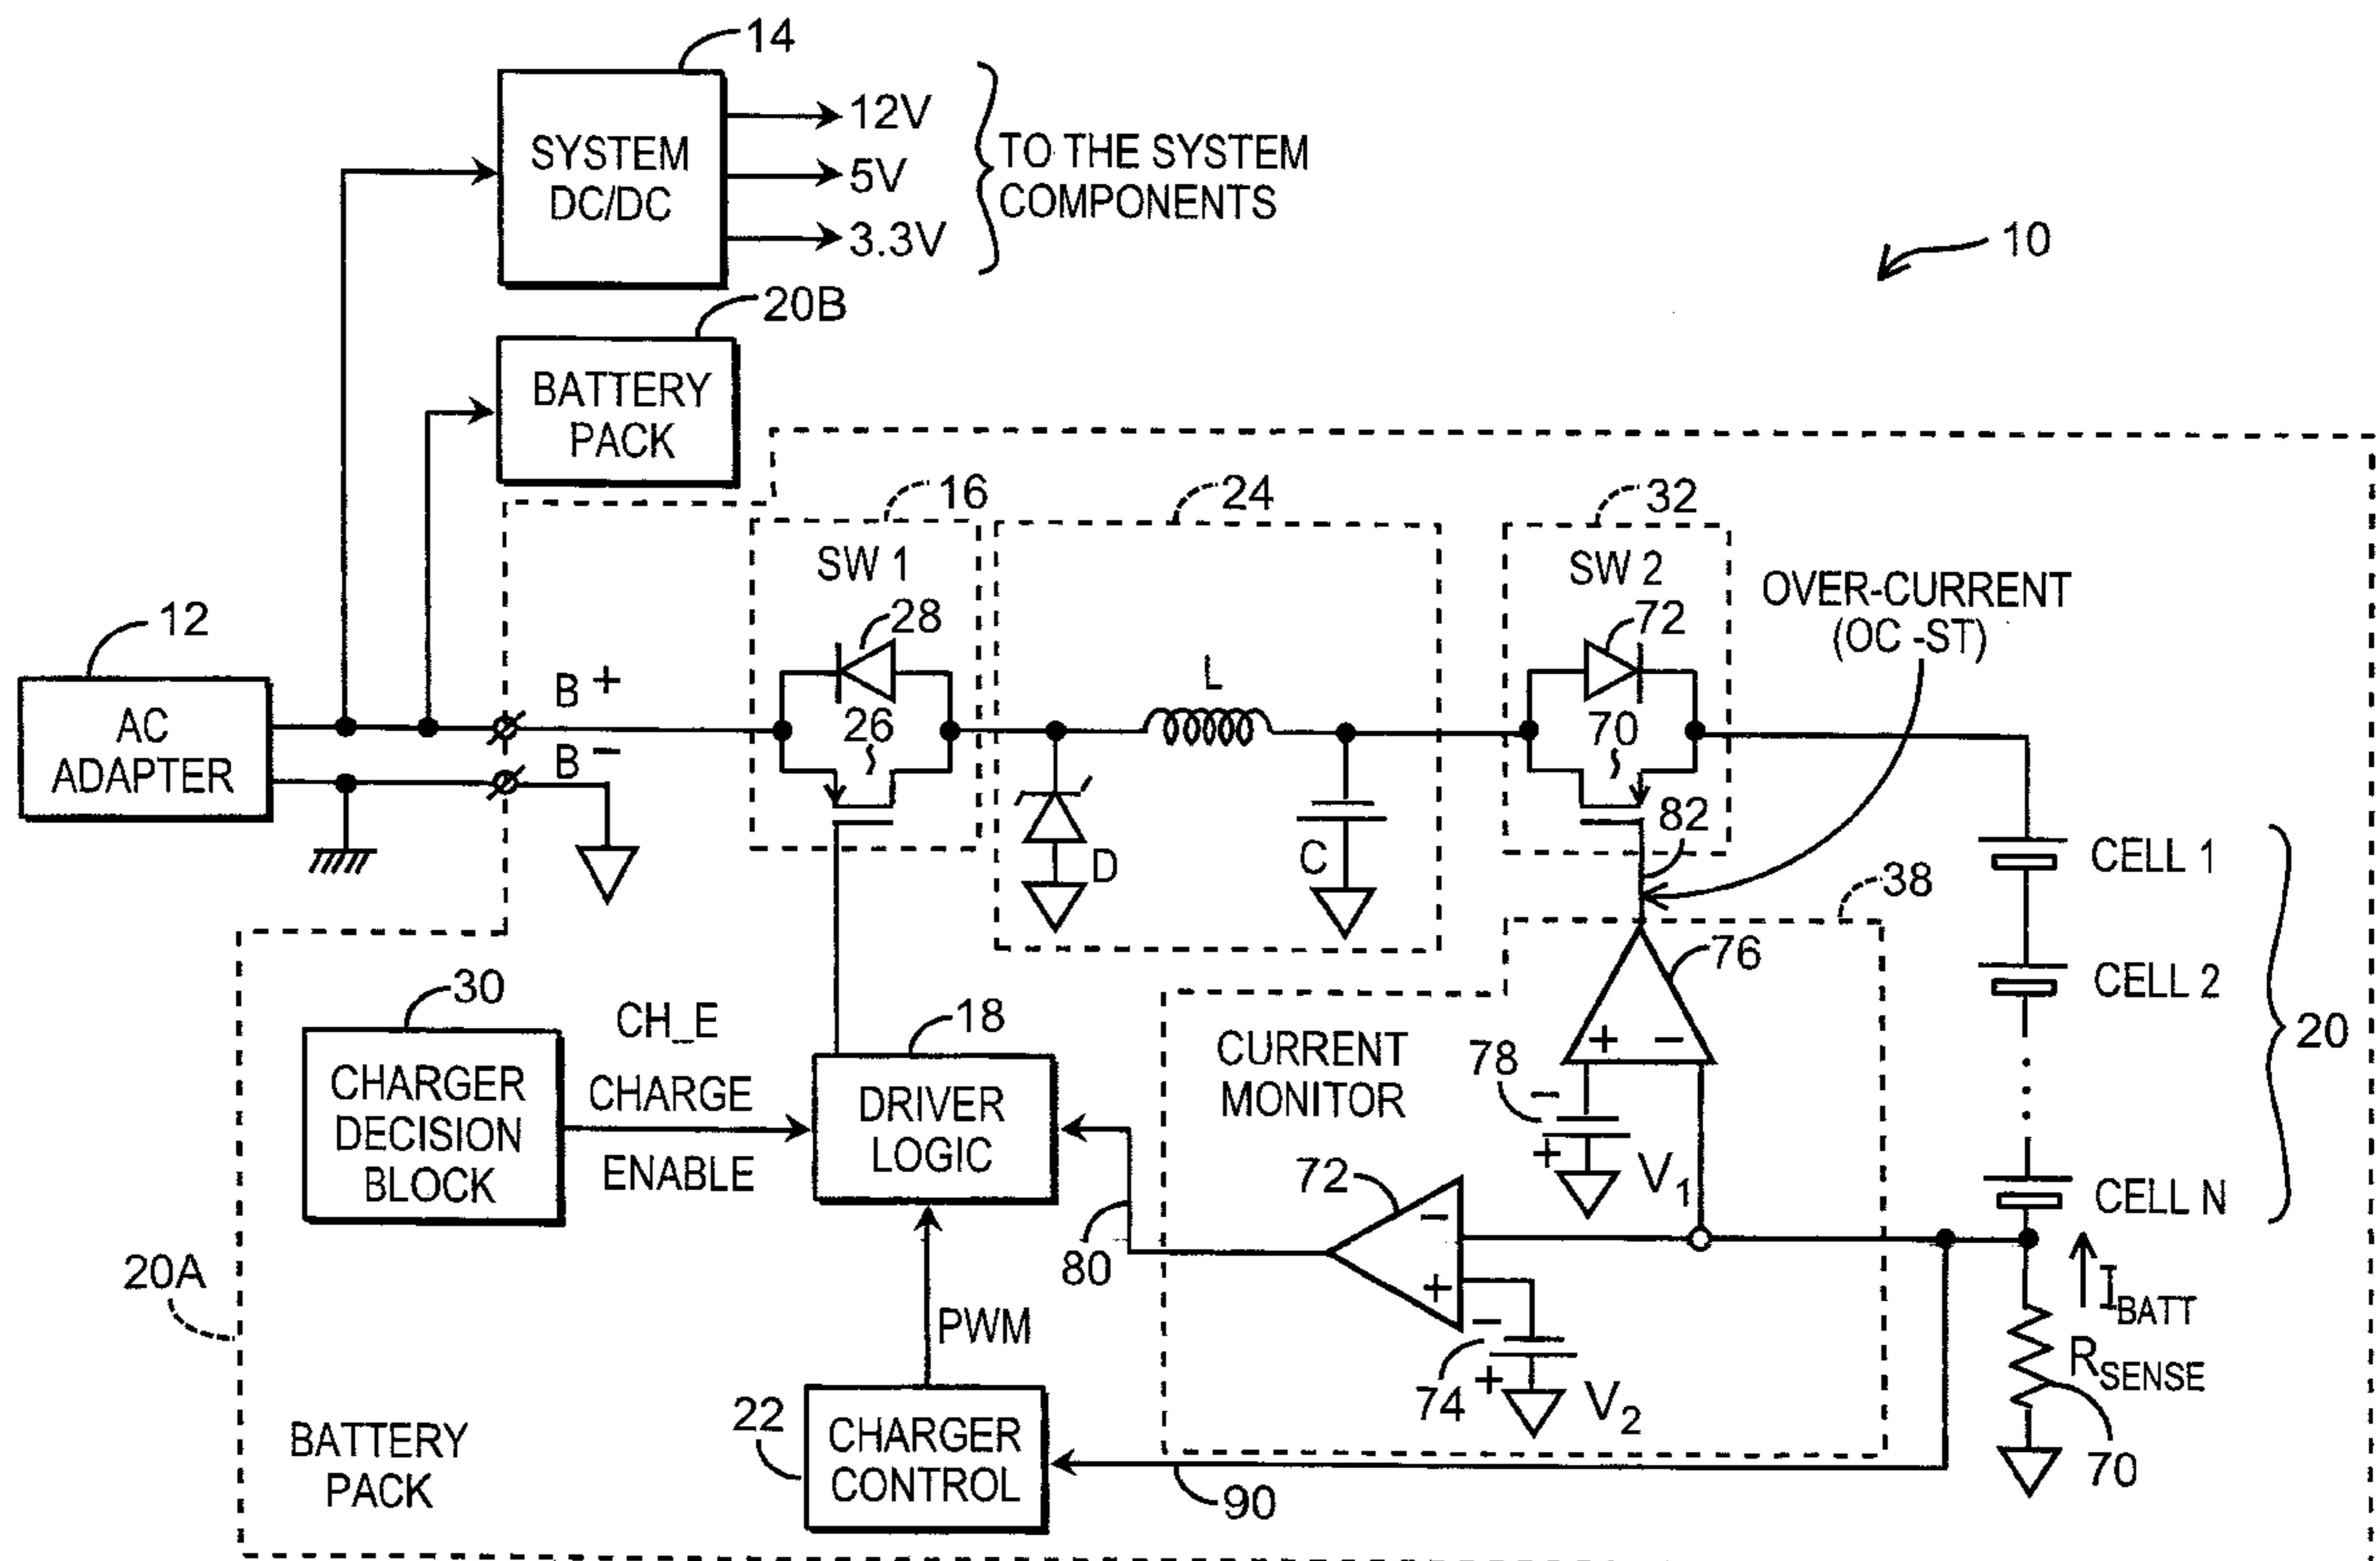 14
SYSTEM
DC/DC
12V
5V
3.3V
TO THE SYSTEM
COMPONENTS
10
20B
BATTERY
PACK
16
24
32
SW 1
SW 2
OVER-CURRENT
(OC-ST)
12
28
72
AC
ADAPTER
B +
B −
26
L
70
82
D
C
CELL 1
38
76
CELL 2
20
30
CH_E
18
CHARGER
DECISION
BLOCK
CHARGE
ENABLE
DRIVER
LOGIC
CURRENT
MONITOR
+ −
78
−
+
V1
CELL N
72
−
+
80
20A
PWM
−
74
+
V2
IBATT
RSENSE
70
22
CHARGER
CONTROL
90
BATTERY
PACK